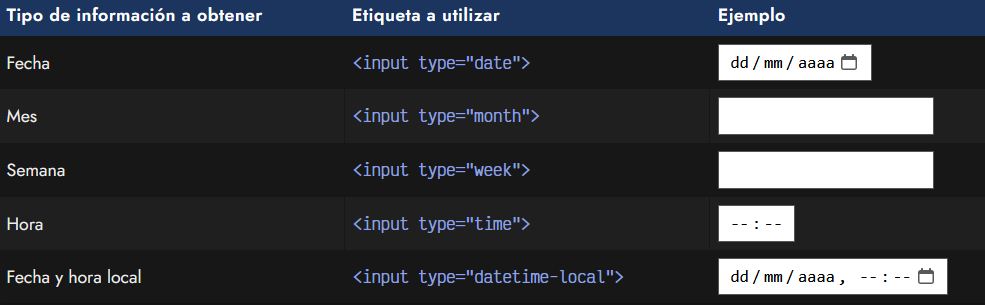 Tipo de información a obtener Etiqueta a utilizar Ejemplo
Fecha <input type="date"> dd/mm/aaaa
Mes <input type="month">
Semana <input type="week">
Hora <input type="time"> --:--
Fecha y hora local <input type="datetime-local"> dd/mm/aaaa, --:--